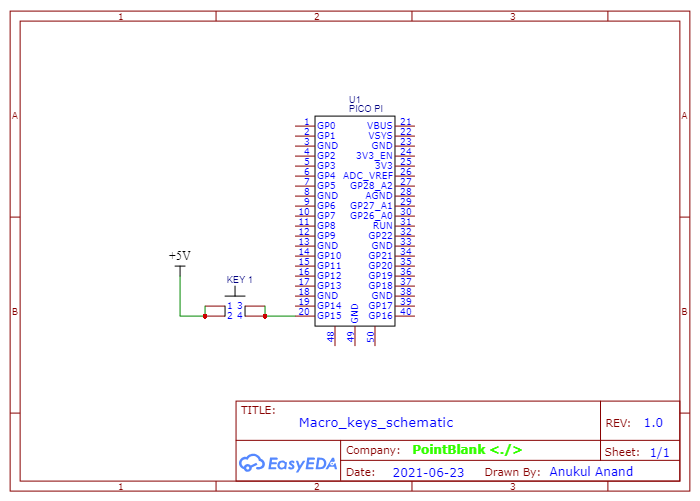 1 2 3
A A
B B
U1
PICO PI
1 GP0 VBUS 21
2 GP1 VSYS 22
3 GND GND 23
4 GP2 3V3_EN 24
5 GP3 3V3 25
6 GP4 ADC_VREF 26
7 GP5 GP28_A2 27
8 GND AGND 28
9 GP6 GP27_A1 29
10 GP7 GP26_A0 30
11 GP8 RUN 31
12 GP9 GP22 32
13 GND GND 33
14 GP10 GP21 34
15 GP11 GP20 35
16 GP12 GP19 36
17 GP13 GP18 37
18 GND GND 38
19 GP14 GP17 39
20 GP15 GP16 40
GND
48 49 50
+5V
KEY 1
1 3
2 4
TITLE:
Macro_keys_schematic
REV: 1.0
EasyEDA
Company: PointBlank <./>
Sheet: 1/1
Date: 2021-06-23 Drawn By: Anukul Anand
1 2 3